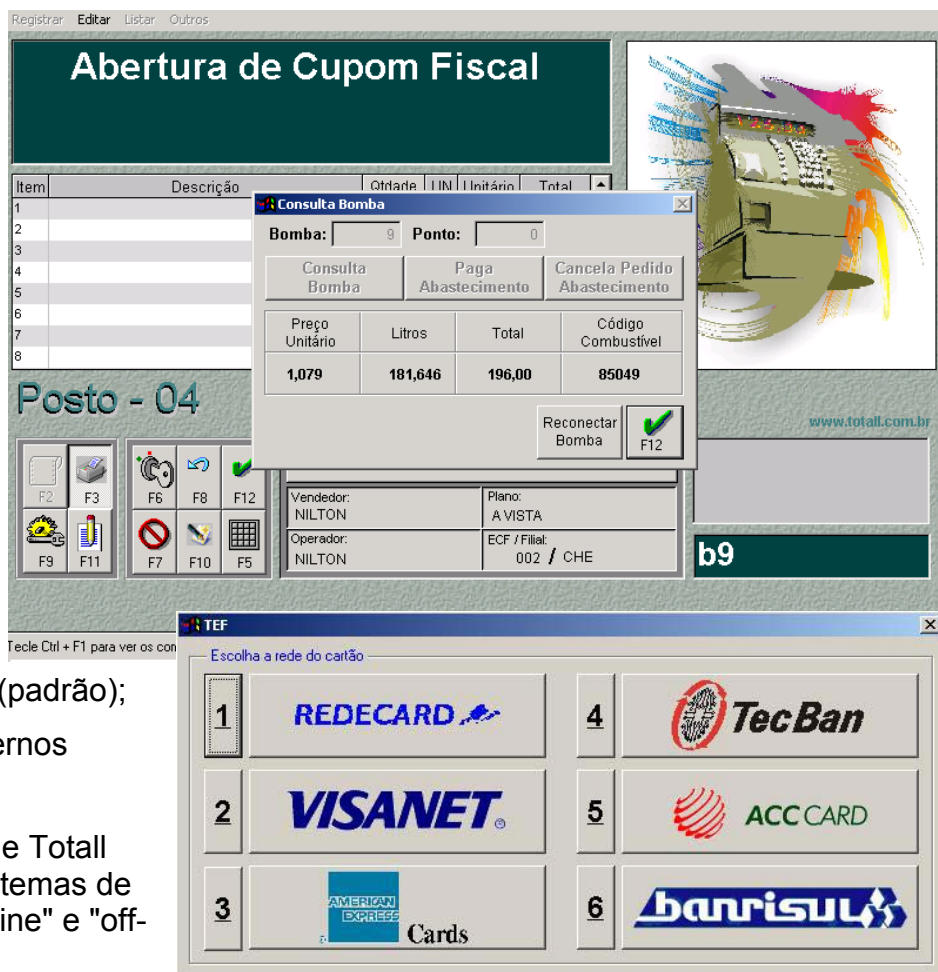 Registrar Editar Listar Outros
Abertura de Cupom Fiscal
Item Descrição Qtdade UN Unitário Total
1
2
3
4
5
6
7
8
Consulta Bomba
Bomba: 9 Ponto: 0
Consulta Bomba
Paga Abastecimento
Cancela Pedido Abastecimento
Preço Unitário Litros Total Código Combustível
1,079 181,646 196,00 85049
Reconectar Bomba
F12
Posto - 04
www.totall.com.br
F2 F3 F6 F8 F12
F9 F11 F7 F10 F5
Vendedor: NILTON
Plano: A VISTA
Operador: NILTON
ECF / Filial: 002 / CHE
b9
Tecle Ctrl + F1 para ver os con
TEF
Escolha a rede do cartão
1 REDECARD
2 VISANET
3 AMERICAN EXPRESS Cards
4 TecBan
5 ACC CARD
6 banrisul
(padrão);
ernos
e Totall
temas de
ine" e "off-